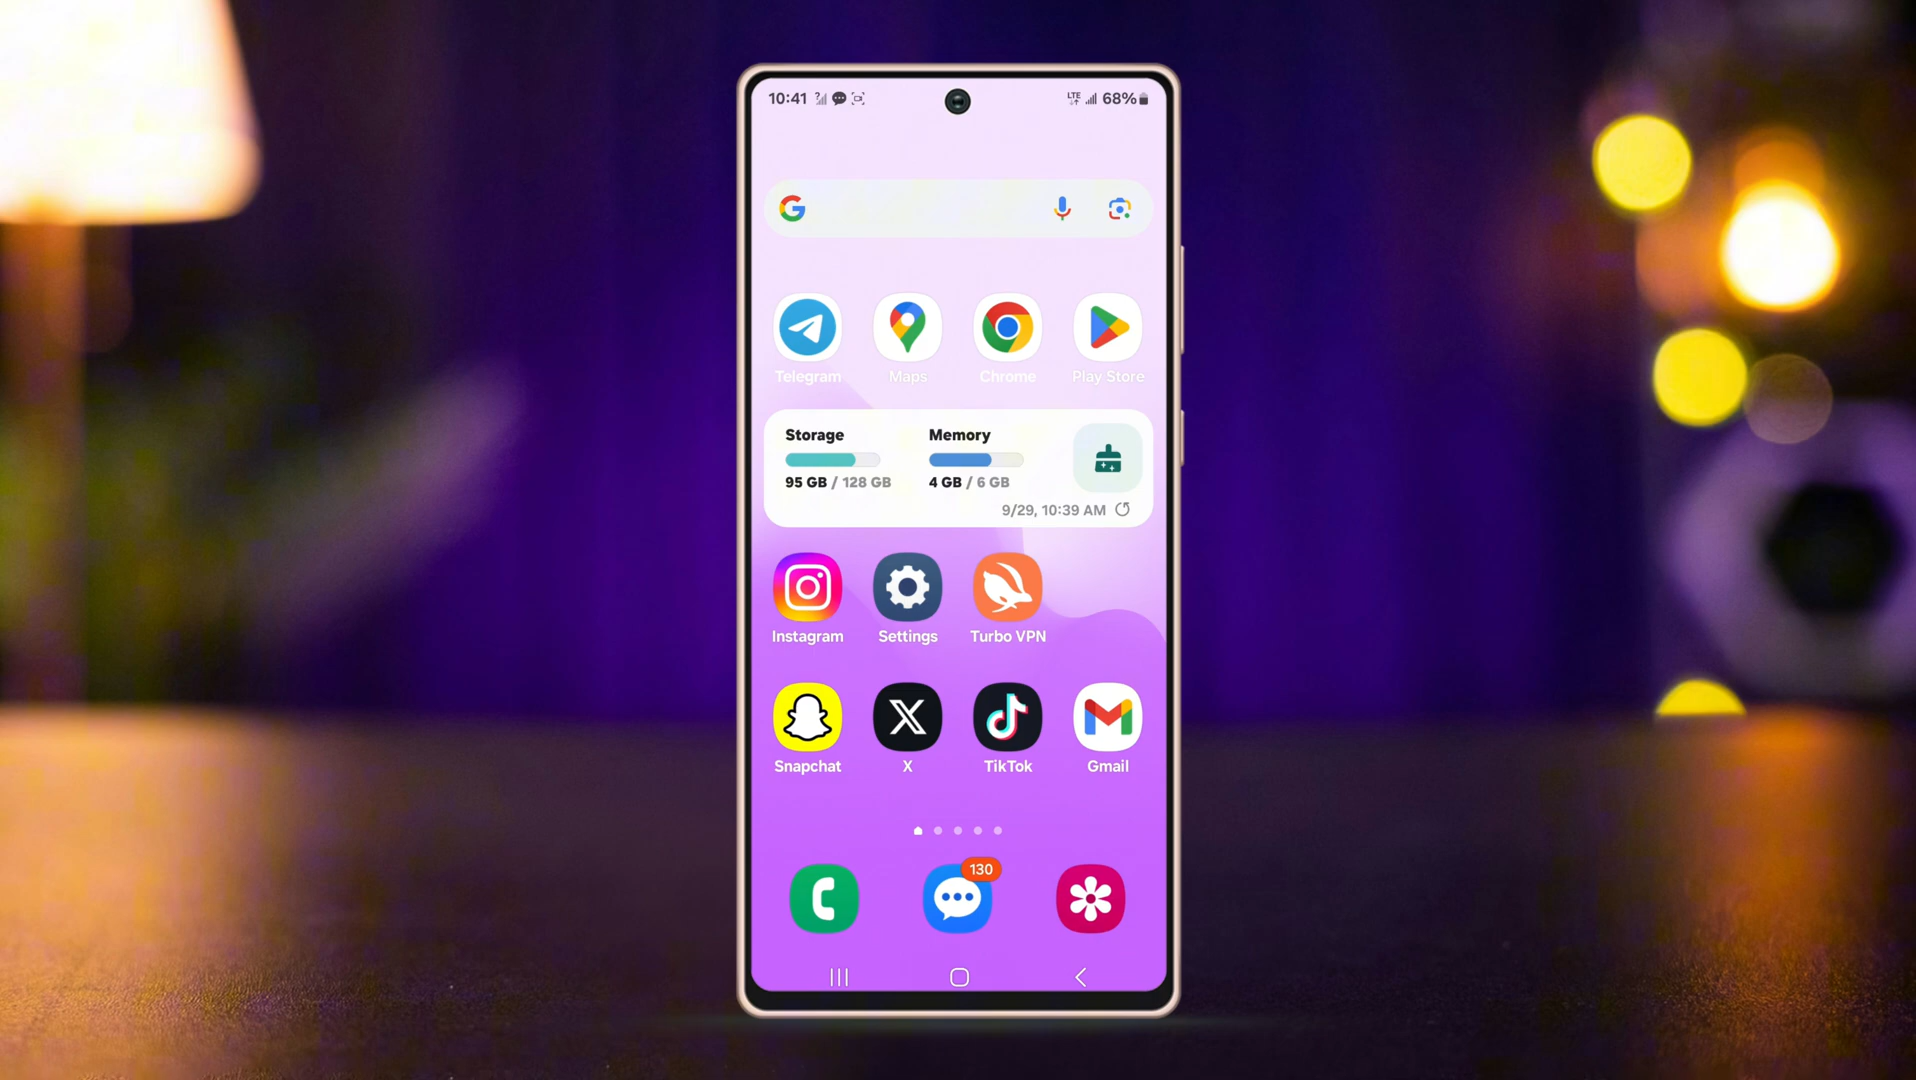 10:41
LTE 68%
Telegram Maps Chrome Play Store
Storage Memory
95 GB / 128 GB 4 GB / 6 GB
9/29, 10:39 AM
Instagram Settings Turbo VPN
Snapchat X TikTok Gmail
130